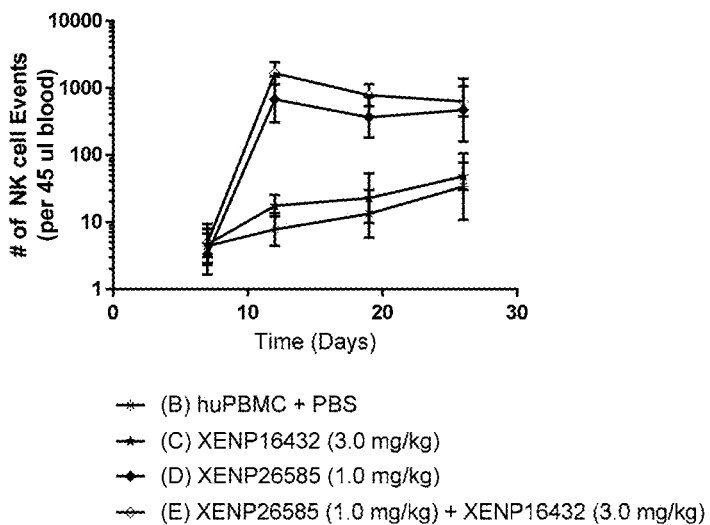 10000
1000
100
10
1
# of NK cell Events
(per 45 ul blood)
0
10
20
30
Time (Days)
(B) huPBMC + PBS
(C) XENP16432 (3.0 mg/kg)
(D) XENP26585 (1.0 mg/kg)
(E) XENP26585 (1.0 mg/kg) + XENP16432 (3.0 mg/kg)